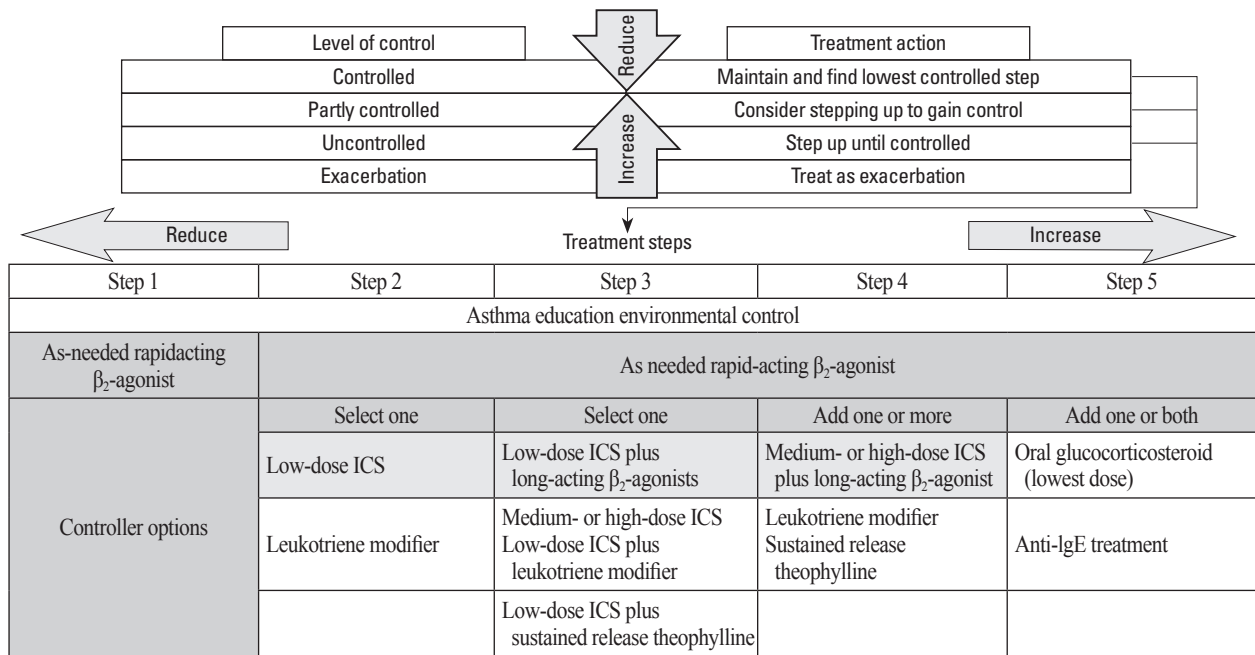 Level of control
Reduce
Treatment action
Controlled
Maintain and find lowest controlled step
Partly controlled
Consider stepping up to gain control
Uncontrolled
Increase
Step up until controlled
Exacerbation
Treat as exacerbation
Reduce
Treatment steps
Increase
Step 1
Step 2
Step 3
Step 4
Step 5
Asthma education environmental control
As-needed rapidacting
β₂-agonist
As needed rapid-acting β₂-agonist
Controller options
Select one
Select one
Add one or more
Add one or both
Low-dose ICS
Low-dose ICS plus
long-acting β₂-agonists
Medium- or high-dose ICS
plus long-acting β₂-agonist
Oral glucocorticosteroid
(lowest dose)
Leukotriene modifier
Medium- or high-dose ICS
Low-dose ICS plus
leukotriene modifier
Leukotriene modifier
Sustained release
theophylline
Anti-lgE treatment
Low-dose ICS plus
sustained release theophylline